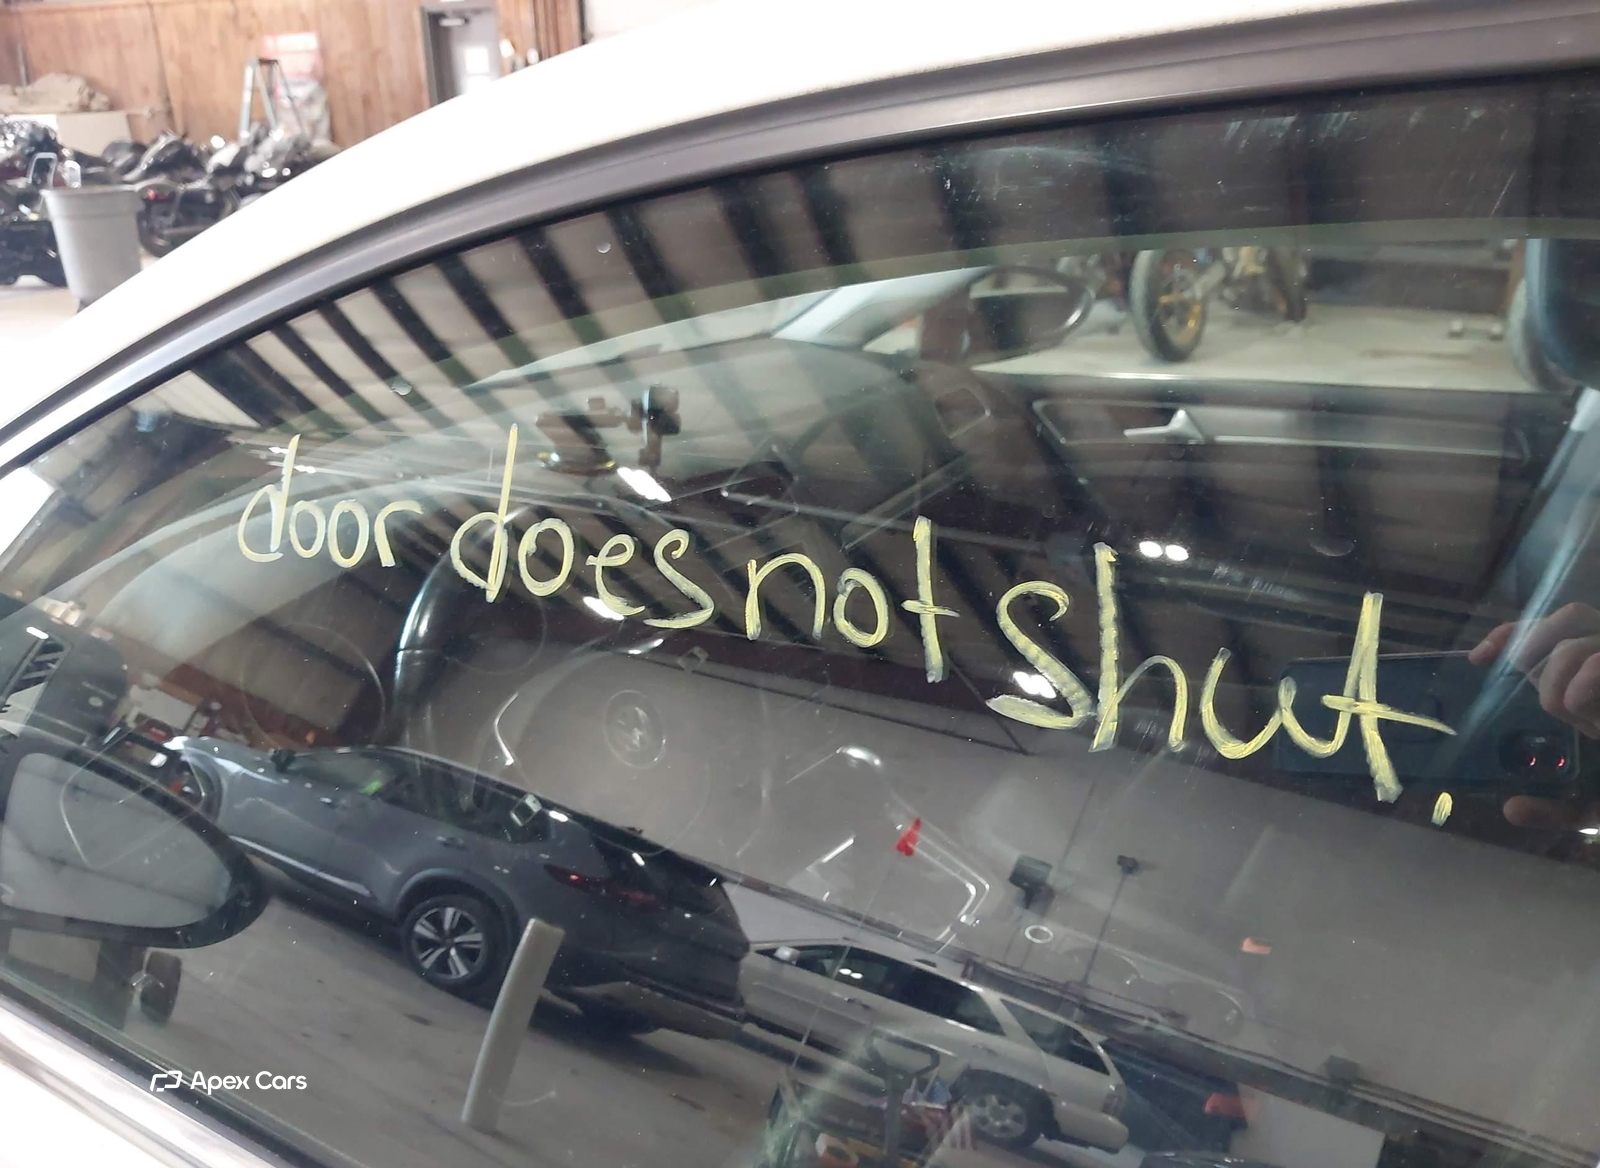 door does not shut.
Apex Cars